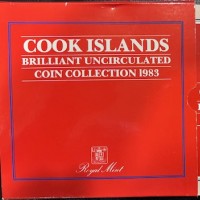 COOK ISLANDS
BRILLIANT UNCIRCULATED
COIN COLLECTION 1983
Royal Mint